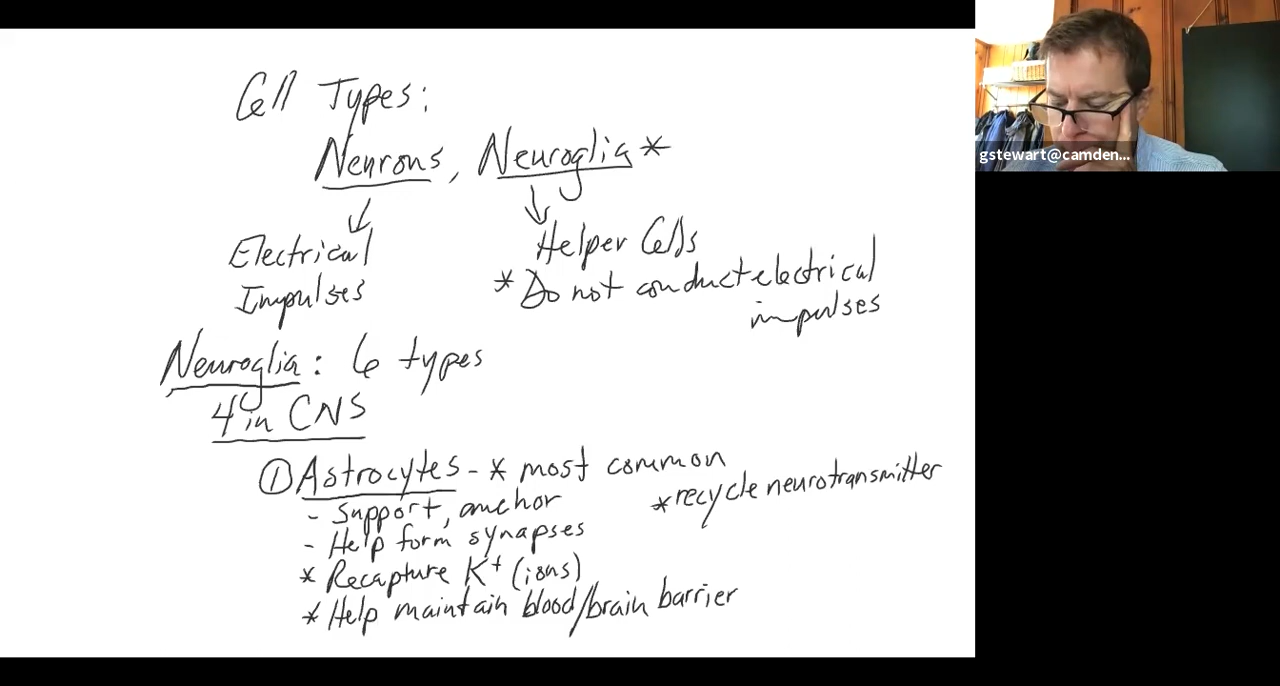 Cell Types:
Neurons, Neuroglia *
Electrical
Impulses
Helper Cells
* Do not conduct electrical
impulses
Neuroglia: 6 types
4 in CNS
① Astrocytes - * most common
- Support, anchor
* recycle neurotransmitter
- Help form synapses
* Recapture K+ (ions)
* Help maintain blood/brain barrier
gstewart@camden...